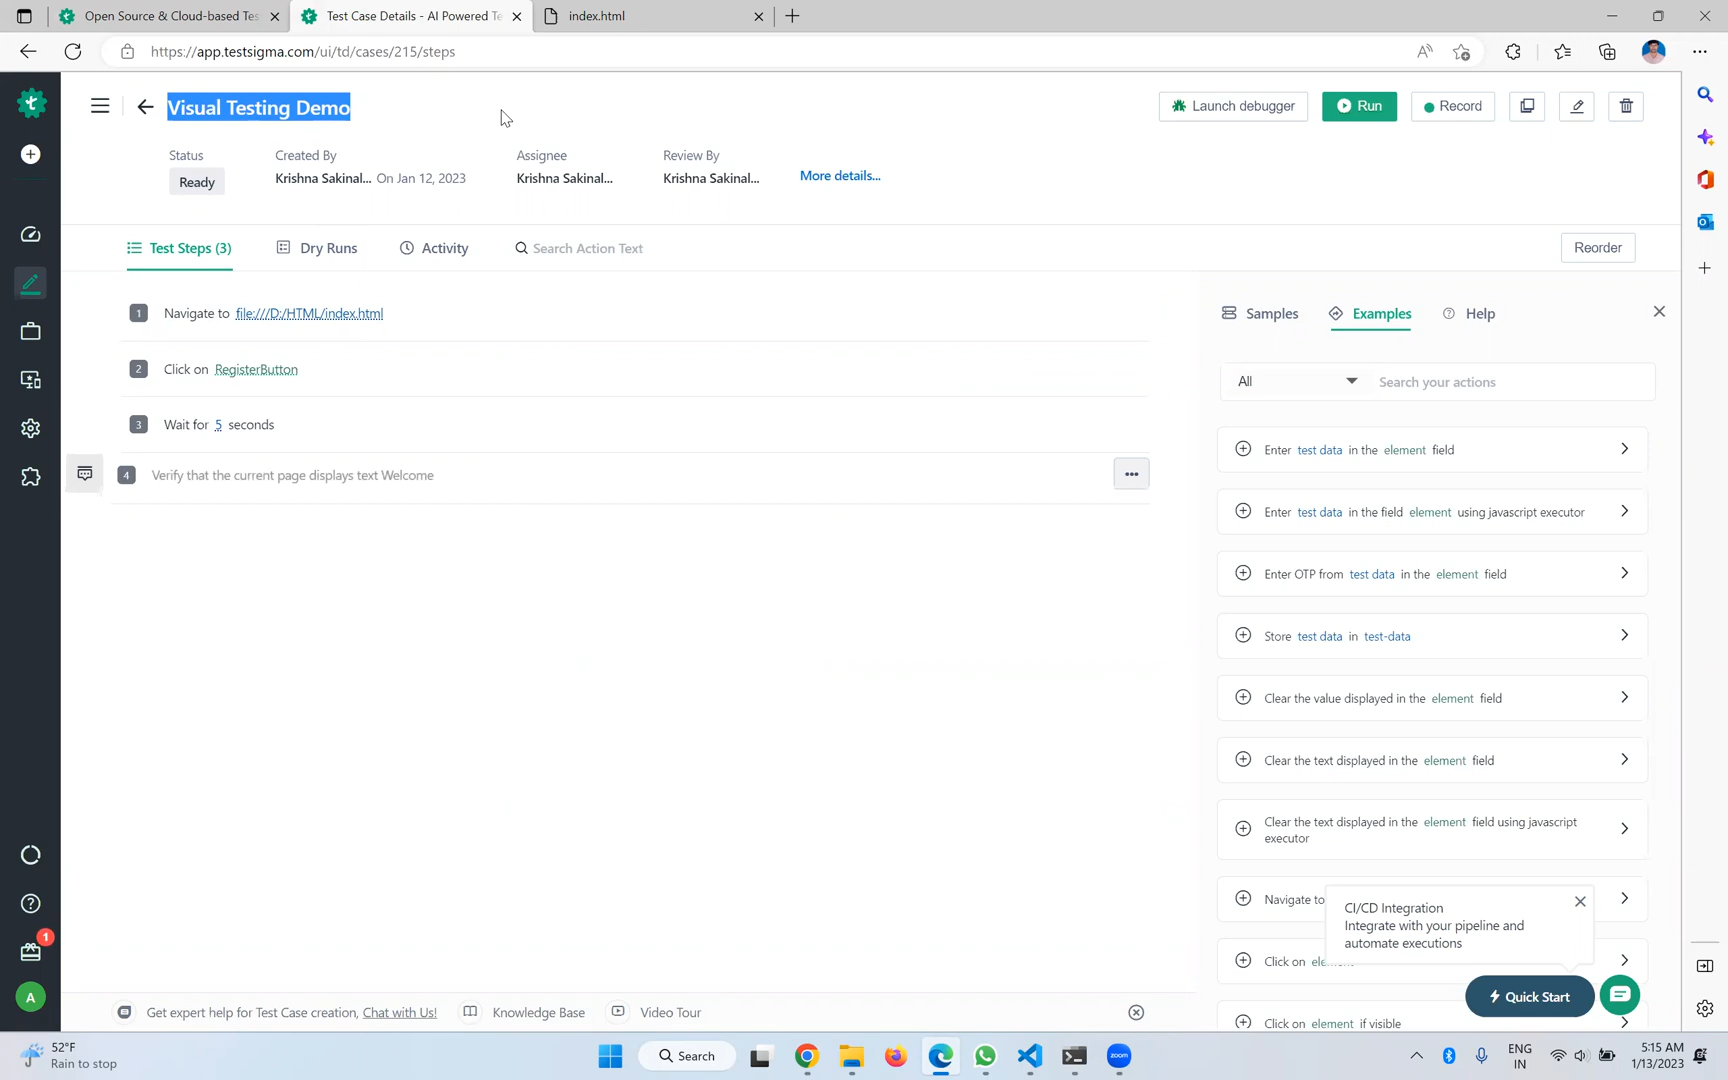 Open Source & Cloud-based Tes
Test Case Details - AI Powered Te
index.html
https://app.testsigma.com/ui/td/cases/215/steps
Visual Testing Demo
Launch debugger
Run
Record
Status
Created By
Assignee
Review By
Ready
Krishna Sakinal... On Jan 12, 2023
Krishna Sakinal...
Krishna Sakinal...
More details...
Test Steps (3)
Dry Runs
Activity
Search Action Text
Reorder
1 Navigate to file:///D:/HTML/index.html
2 Click on RegisterButton
3 Wait for 5 seconds
4 Verify that the current page displays text Welcome
Samples
Examples
Help
All
Search your actions
Enter test data in the element field
Enter test data in the field element using javascript executor
Enter OTP from test data in the element field
Store test data in test-data
Clear the value displayed in the element field
Clear the text displayed in the element field
Clear the text displayed in the element field using javascript
executor
Navigate to
CI/CD Integration
Integrate with your pipeline and
automate executions
Click on
Quick Start
Click on element if visible
1
A
Get expert help for Test Case creation, Chat with Us!
Knowledge Base
Video Tour
52°F
Rain to stop
Search
zoom
ENG
IN
5:15 AM
1/13/2023